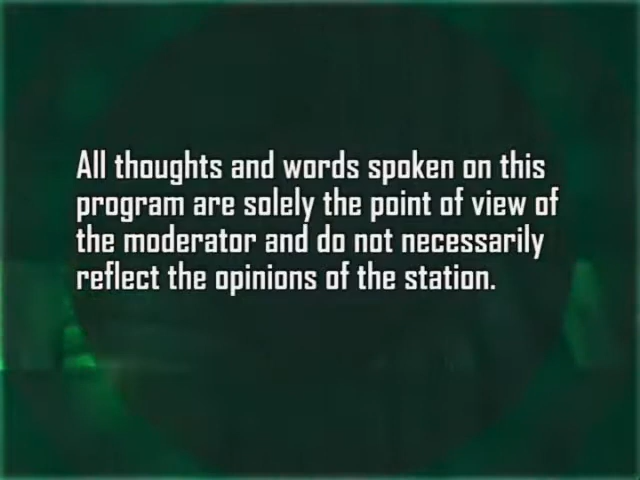 All thoughts and words spoken on this
program are solely the point of view of
the moderator and do not necessarily
reflect the opinions of the station.